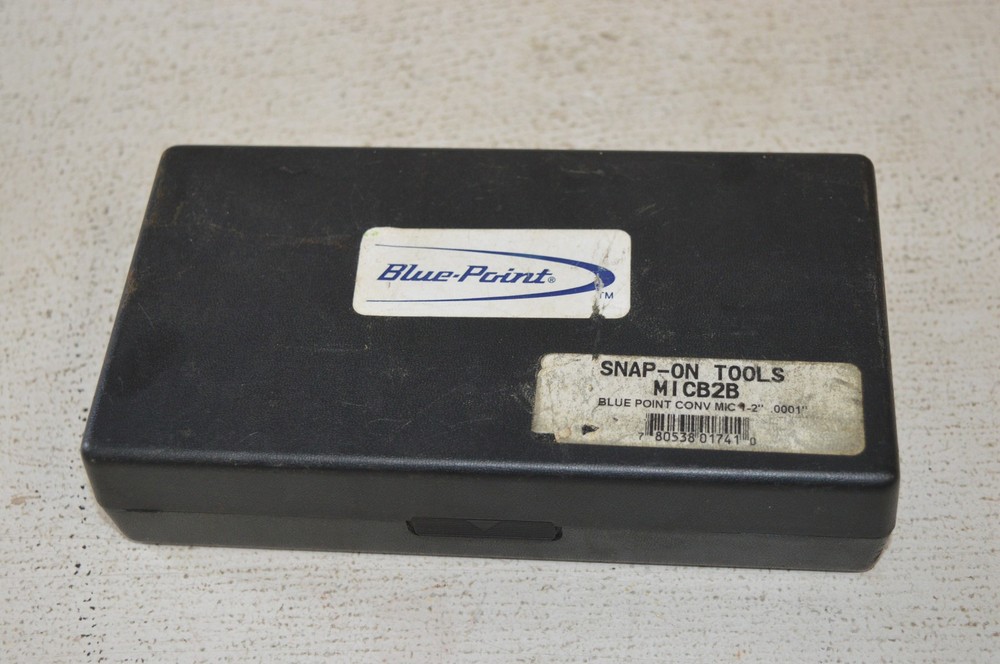 Blue-Point®
TM
SNAP-ON TOOLS
MICB2B
BLUE POINT CONV MIC 1-2" .0001"
7 80538 01741 0